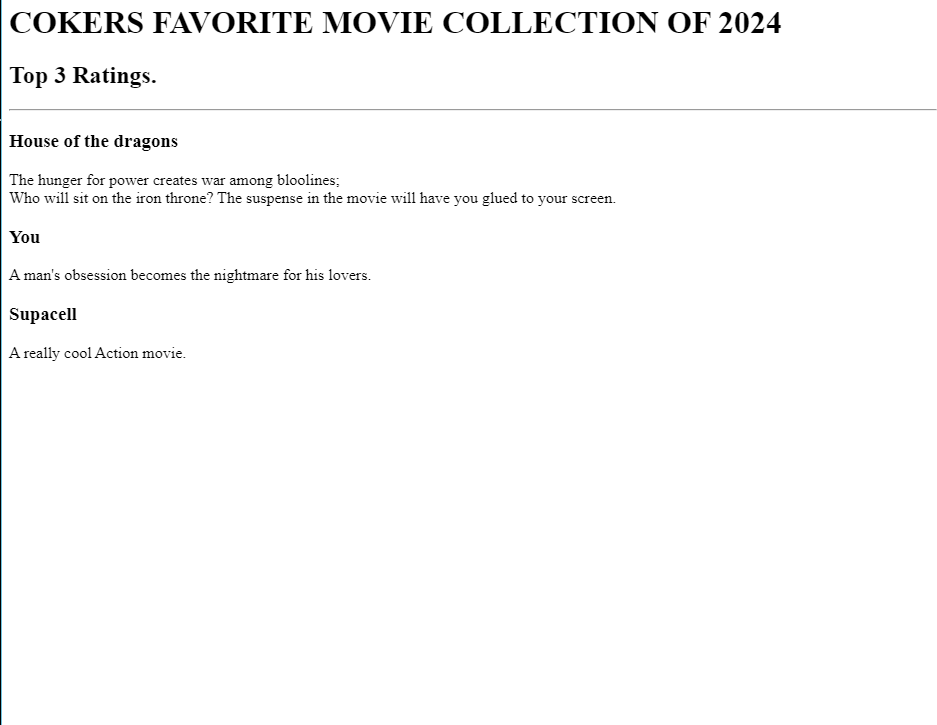 COKERS FAVORITE MOVIE COLLECTION OF 2024
Top 3 Ratings.
House of the dragons
The hunger for power creates war among bloolines;
Who will sit on the iron throne? The suspense in the movie will have you glued to your screen.
You
A man's obsession becomes the nightmare for his lovers.
Supacell
A really cool Action movie.